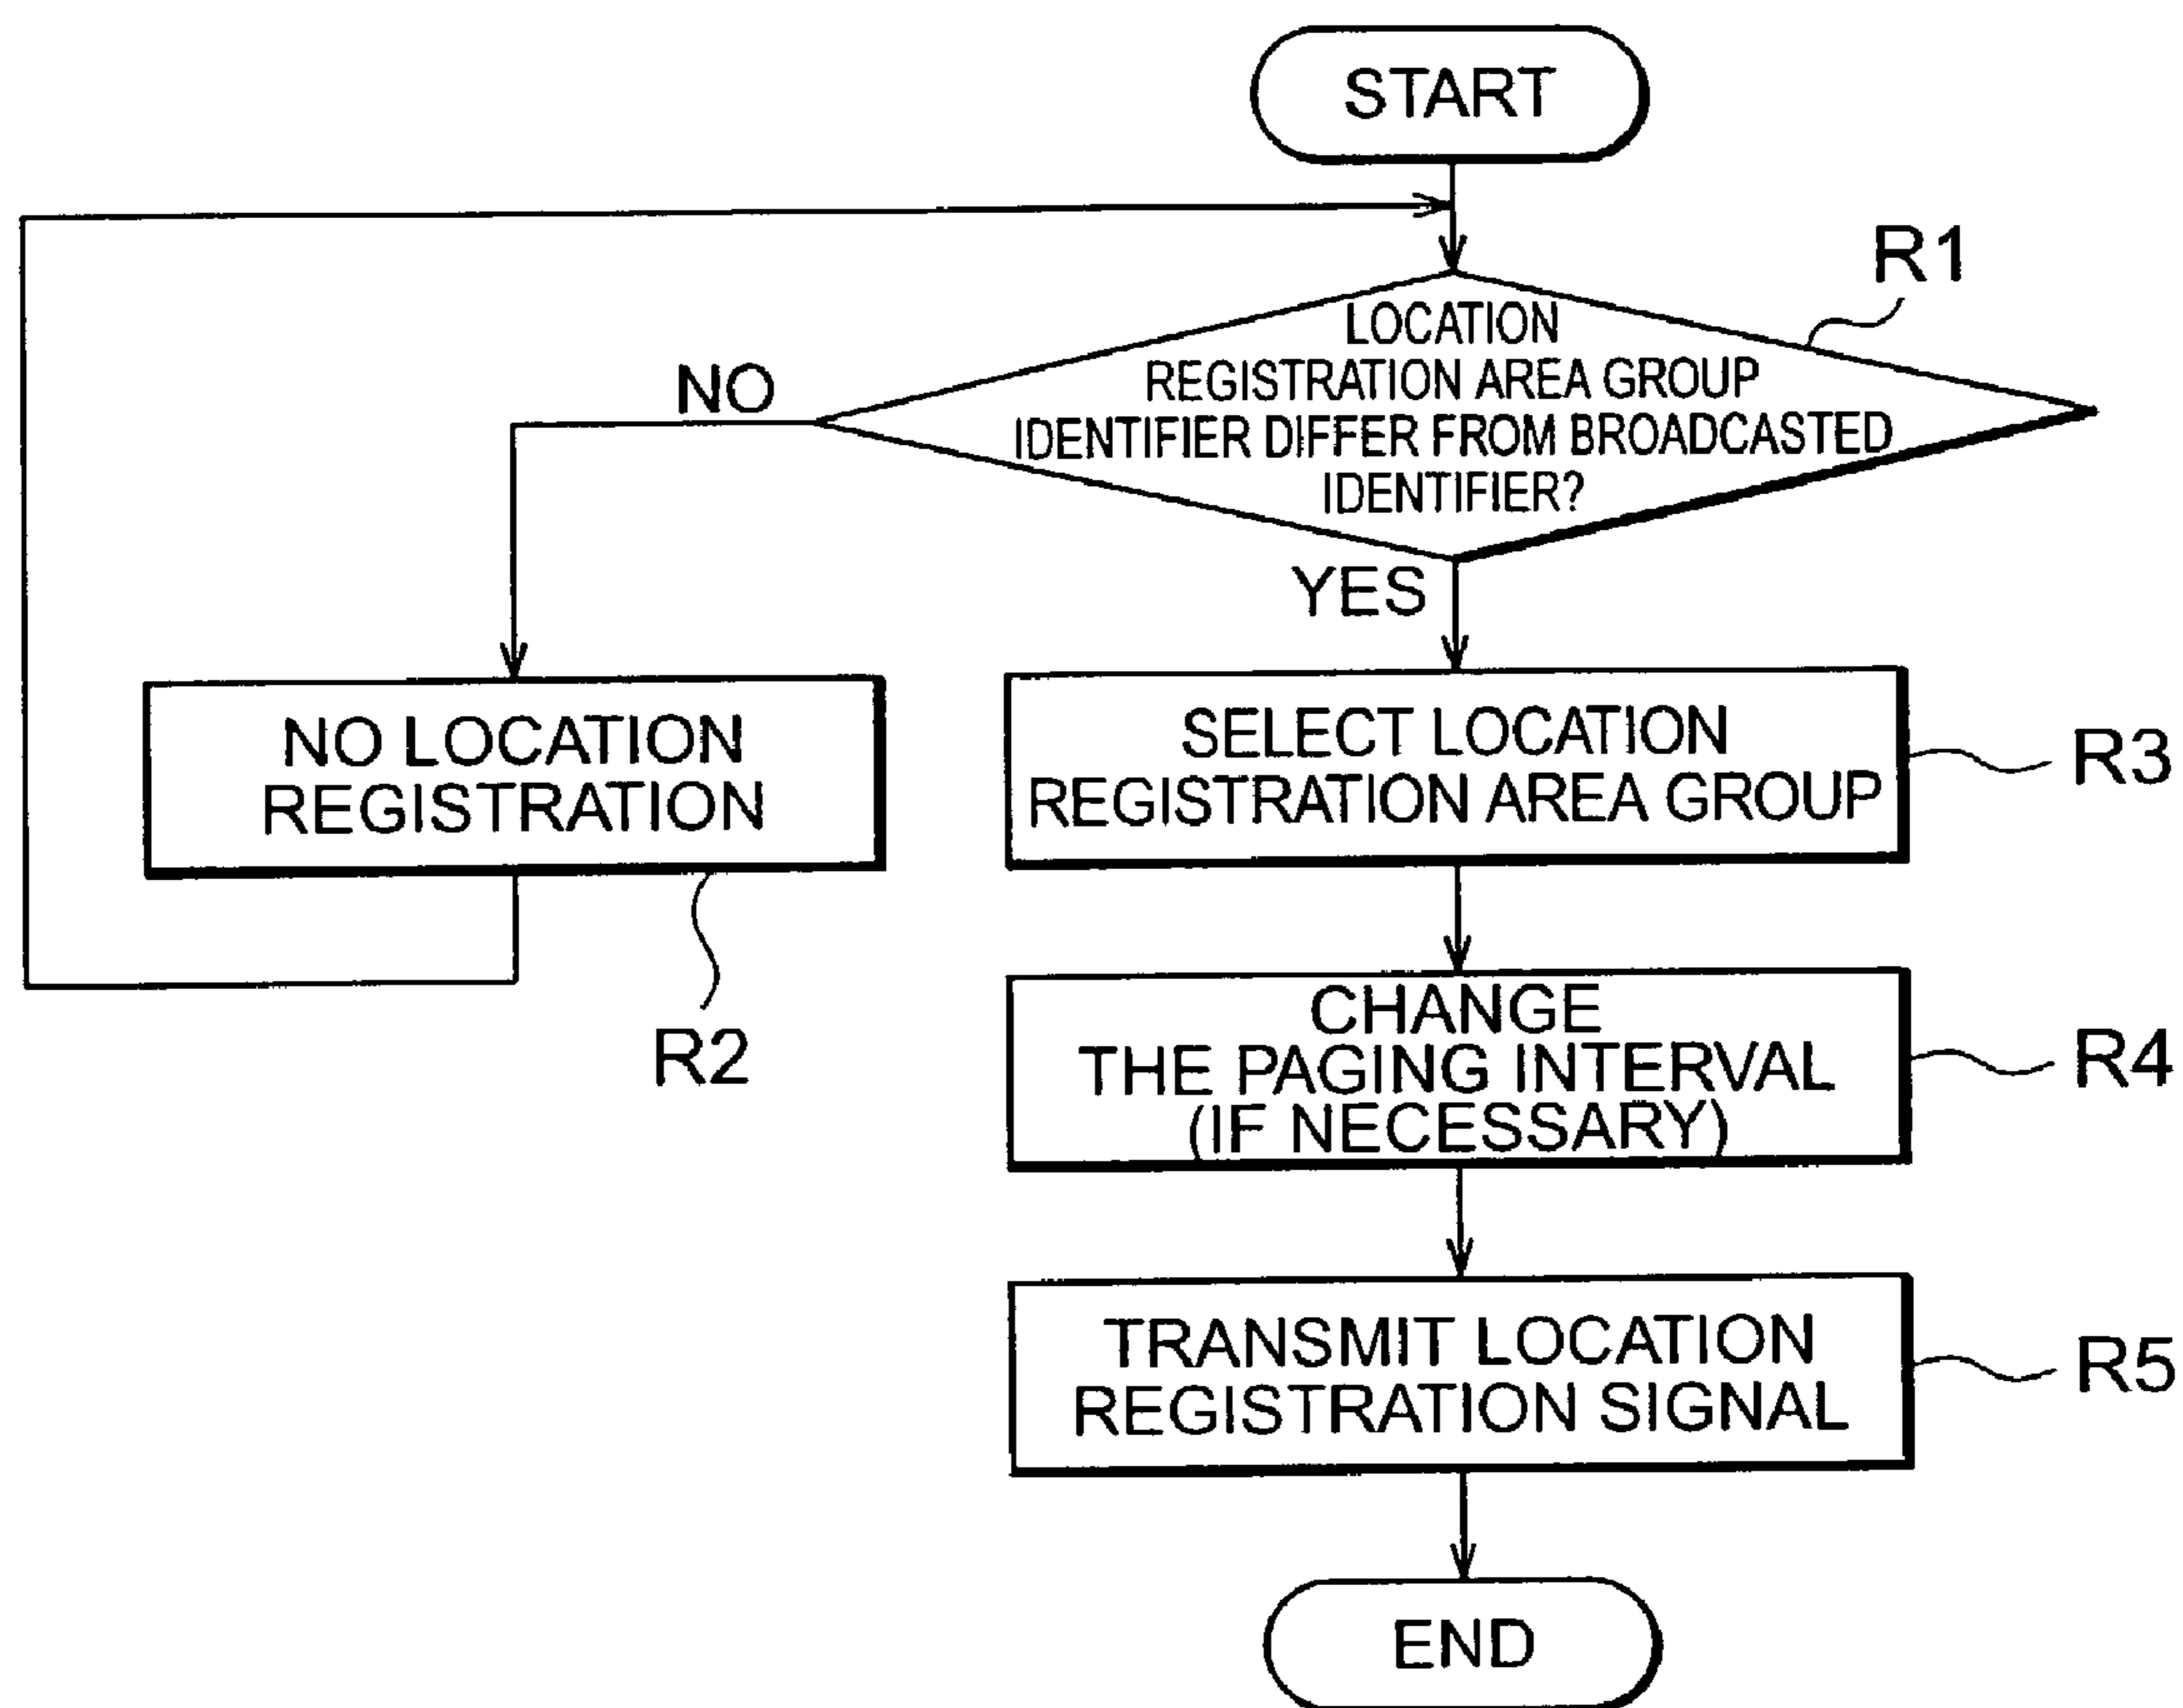 START
R1
LOCATION
REGISTRATION AREA GROUP
IDENTIFIER DIFFER FROM BROADCASTED
IDENTIFIER?
NO
YES
NO LOCATION
REGISTRATION
R2
SELECT LOCATION
REGISTRATION AREA GROUP
R3
CHANGE
THE PAGING INTERVAL
(IF NECESSARY)
R4
TRANSMIT LOCATION
REGISTRATION SIGNAL
R5
END